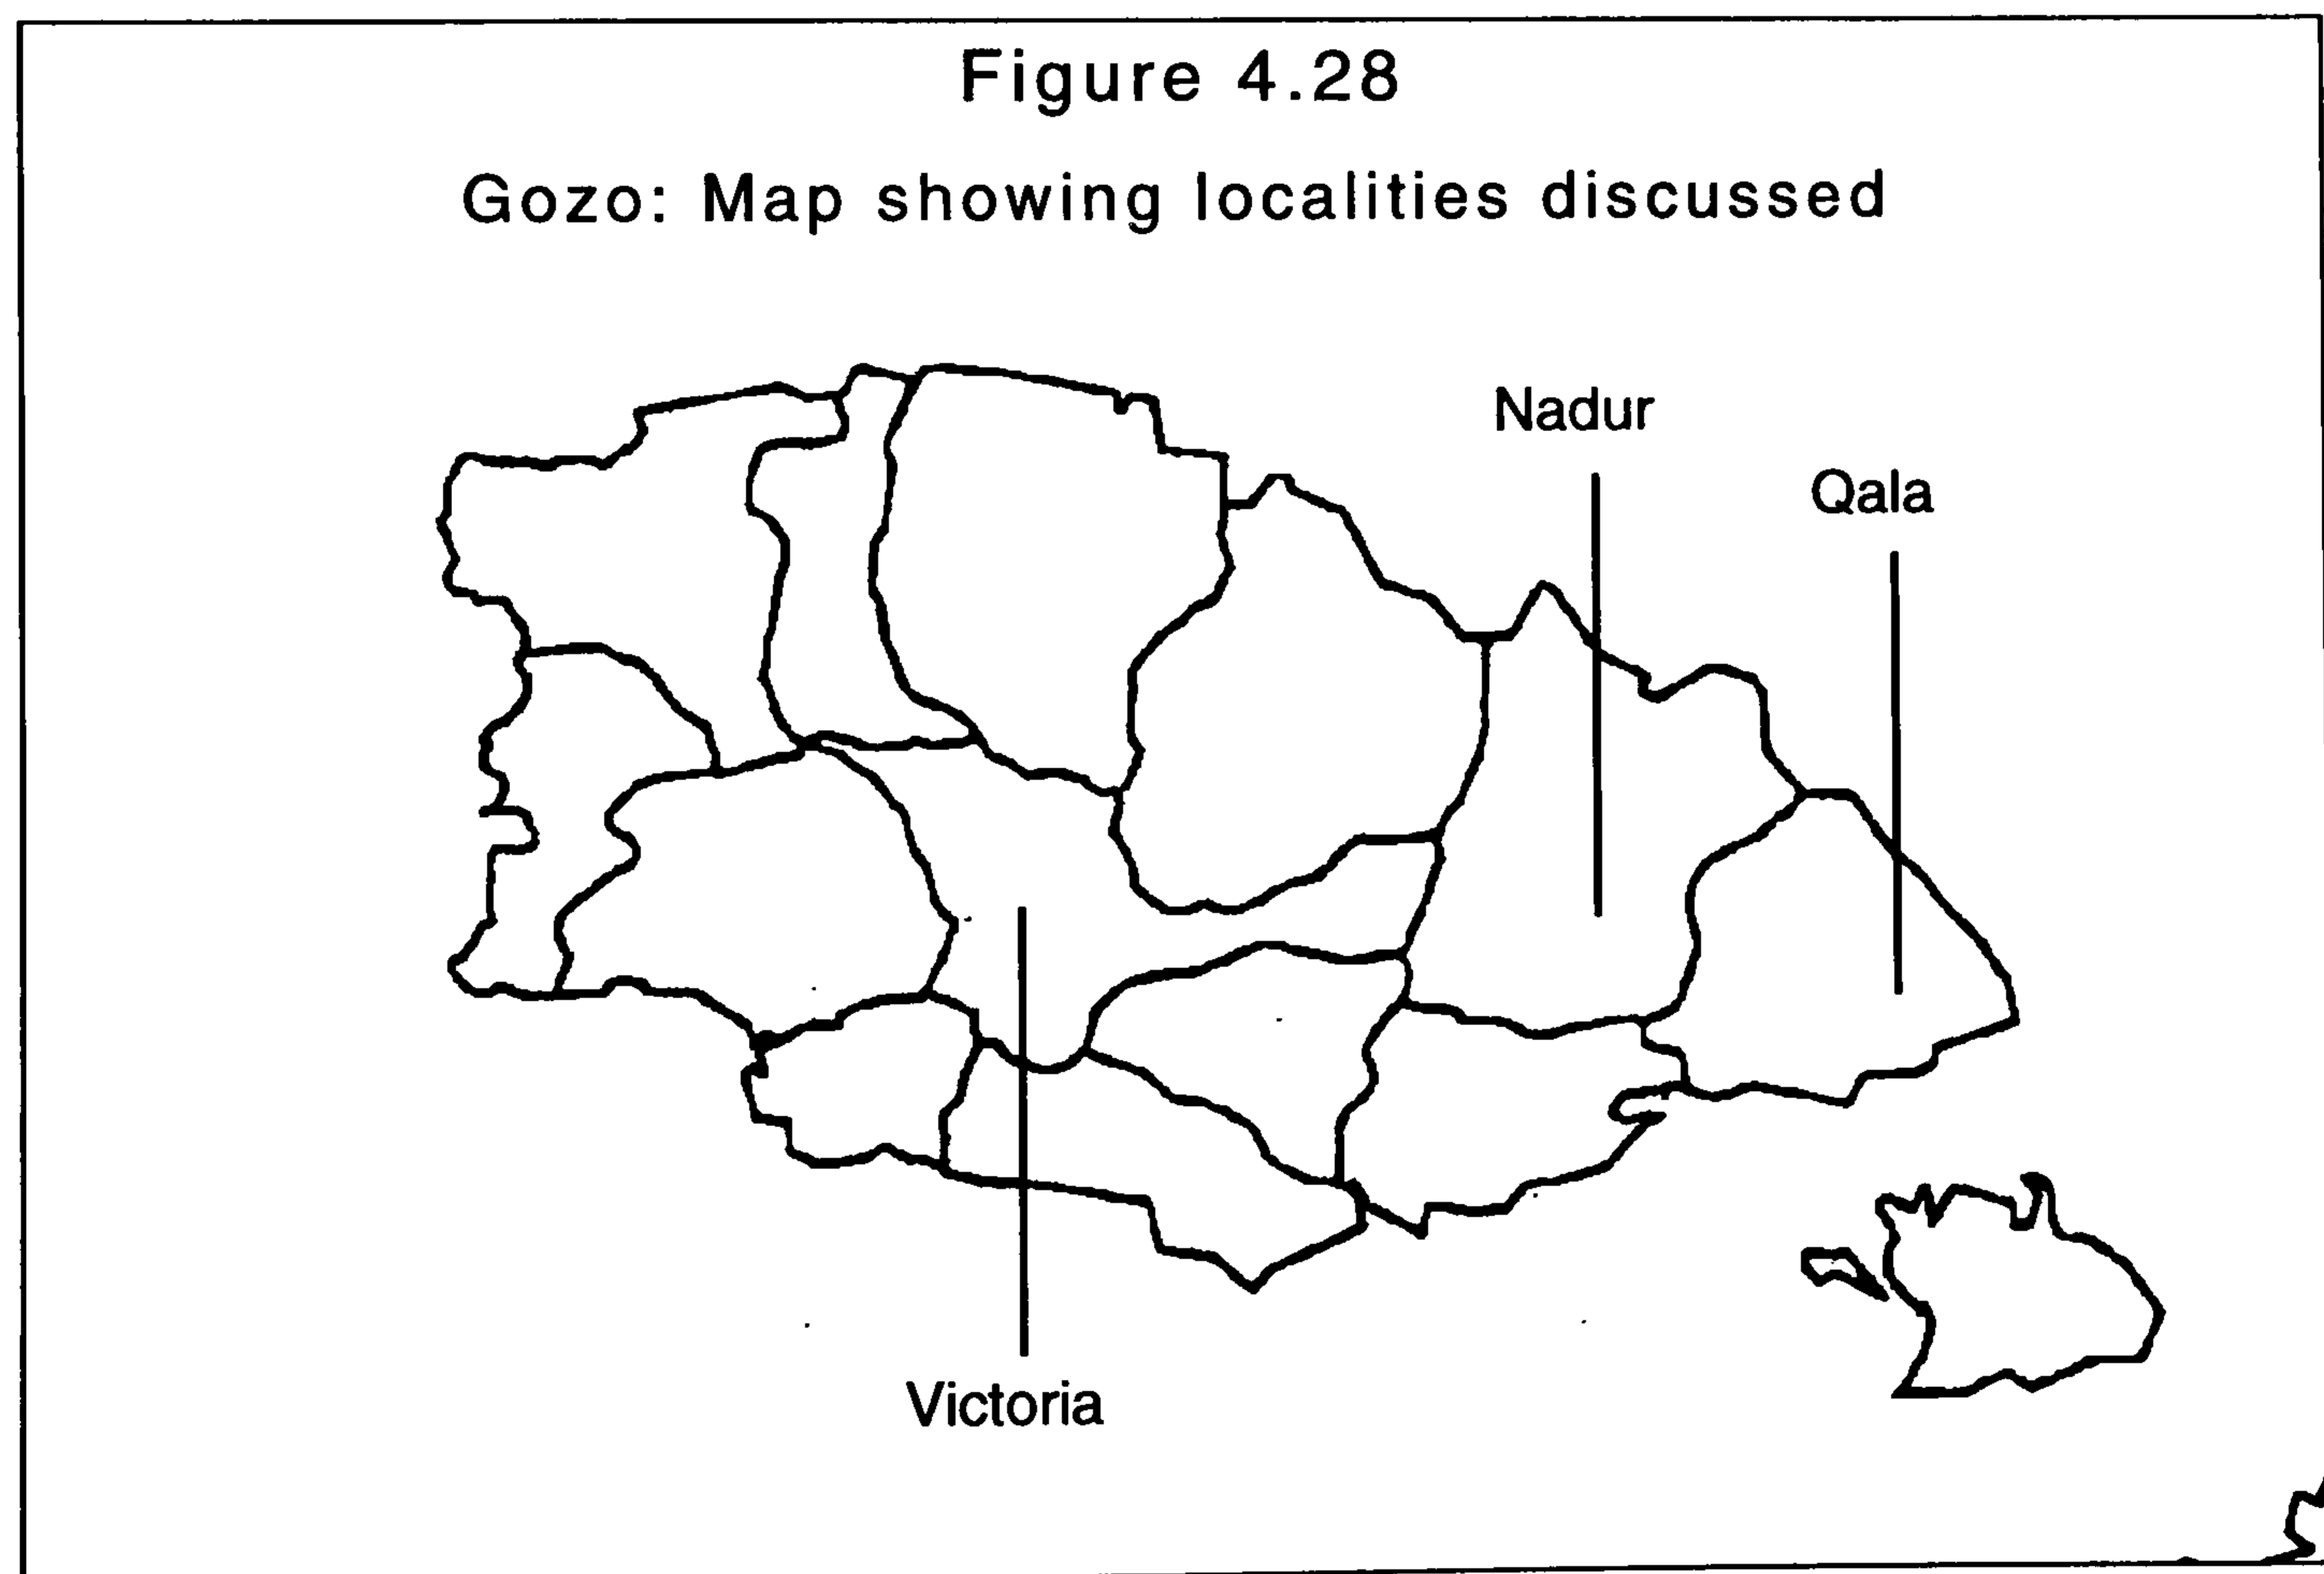 Figure 4.28
Gozo: Map showing localities discussed
Nadur
Qala
Victoria